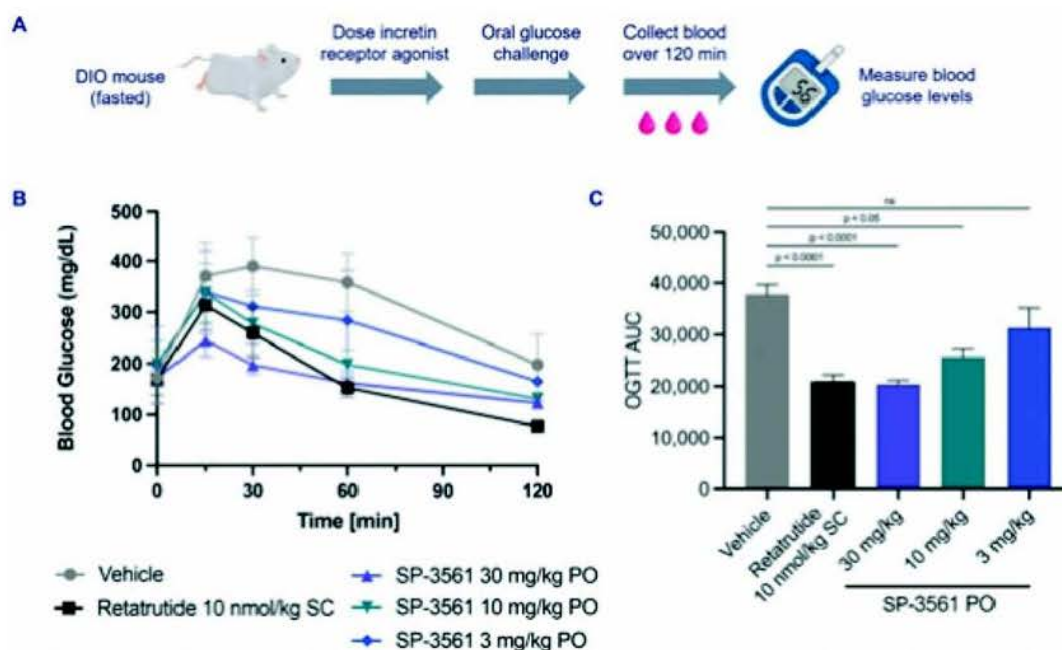 A
DIO mouse
(fasted)
Dose incretin
receptor agonist
Oral glucose
challenge
Collect blood
over 120 min
56
Measure blood
glucose levels
B
Blood Glucose (mg/dL)
500
400
300
200
100
0
0
30
60
90
120
Time [min]
Vehicle
Retatrutide 10 nmol/kg SC
SP-3561 30 mg/kg PO
SP-3561 10 mg/kg PO
SP-3561 3 mg/kg PO
C
ns
p < 0.05
p < 0.0001
p < 0.0001
OGTT AUC
50,000
40,000
30,000
20,000
10,000
0
Vehicle
Retatrutide
10 nmol/kg SC
30 mg/kg
10 mg/kg
3 mg/kg
SP-3561 PO